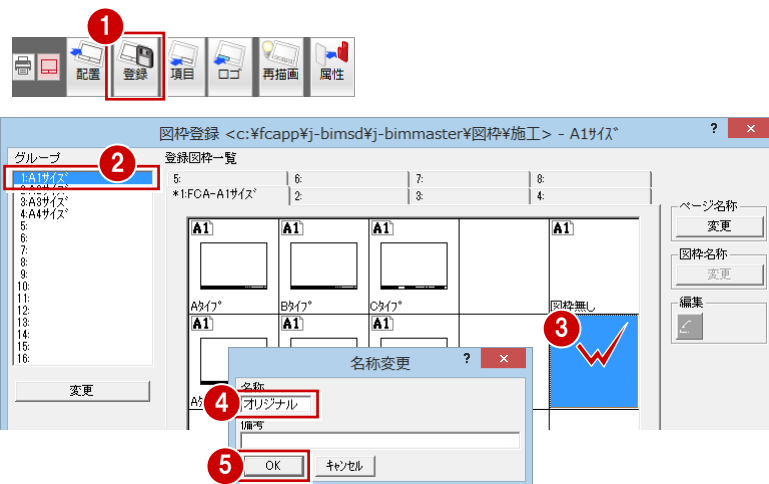 1
配置 登録 項目 ロゴ 再描画 属性
図枠登録 <c:¥fcapp¥j-bimsd¥j-bimmaster¥図枠¥施工> - A1ｻｲｽﾞ ? ×
グループ 登録図枠一覧
2
1:A1ｻｲｽﾞ
3:A3ｻｲｽﾞ
4:A4ｻｲｽﾞ
5:
6:
7:
8:
9:
10:
11:
12:
13:
14:
15:
16:
変更
5: 6: 7: 8:
*1:FCA-A1ｻｲｽﾞ 2: 3: 4:
A1 A1 A1 A1
Aﾀｲﾌﾟ Bﾀｲﾌﾟ Cﾀｲﾌﾟ 図枠無し
A1 A1 A1
3
ページ名称
変更
図枠名称
変更
編集
名称変更 ? ×
名称
4
オリジナル
備考
5
OK ｷｬﾝｾﾙ